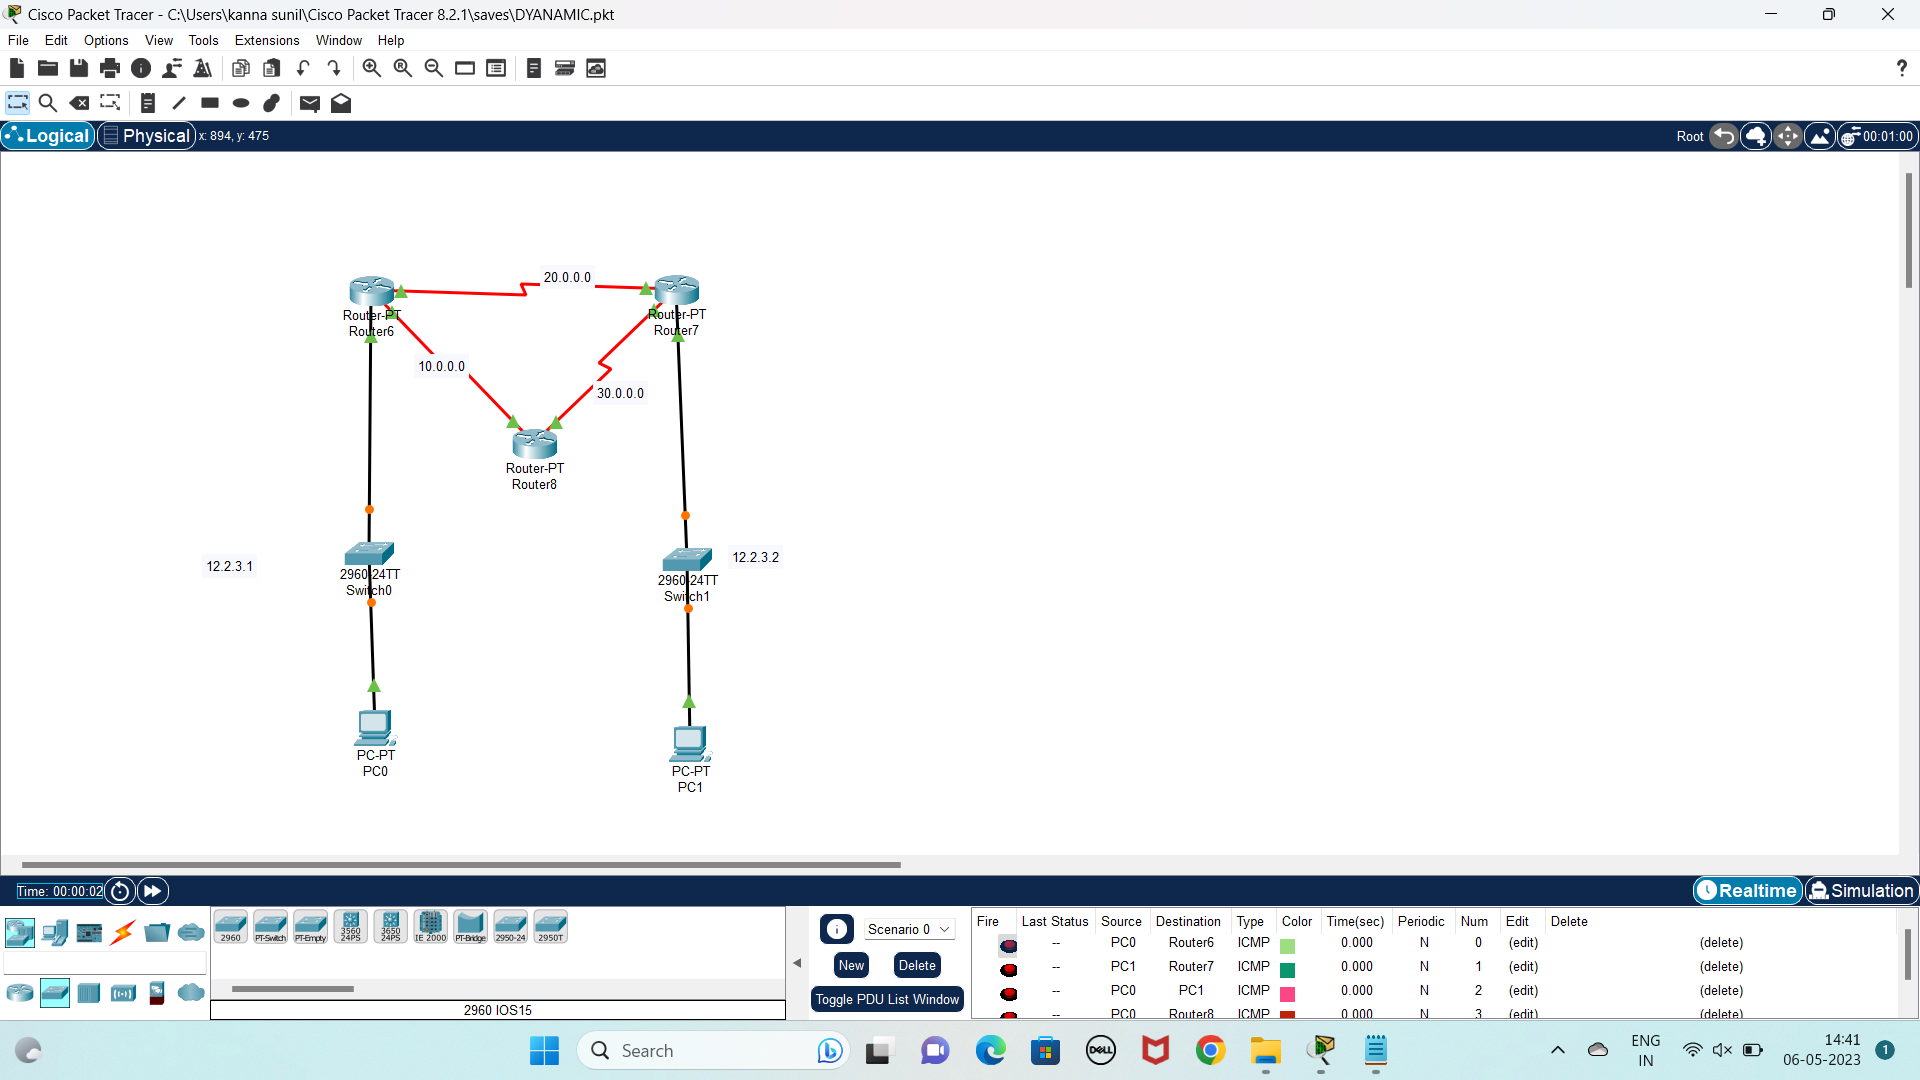 Cisco Packet Tracer - C:\Users\kanna sunil\Cisco Packet Tracer 8.2.1\saves\DYANAMIC.pkt
File Edit Options View Tools Extensions Window Help
?
Logical Physical x: 894, y: 475 Root 00:01:00
20.0.0.0
Router-PT
Router6
Router-PT
Router7
10.0.0.0
30.0.0.0
Router-PT
Router8
12.2.3.1
2960-24TT
Switch0
12.2.3.2
2960-24TT
Switch1
PC-PT
PC0
PC-PT
PC1
Time: 00:00:02 Realtime Simulation
2960 PT-Switch PT-Empty 3560 24PS 3650 24PS IE 2000 PT-Bridge 2950-24 2950T
2960 IOS15
Scenario 0
New Delete
Toggle PDU List Window
Fire Last Status Source Destination Type Color Time(sec) Periodic Num Edit Delete
-- PC0 Router6 ICMP 0.000 N 0 (edit) (delete)
-- PC1 Router7 ICMP 0.000 N 1 (edit) (delete)
-- PC0 PC1 ICMP 0.000 N 2 (edit) (delete)
-- PC0 Router8 ICMP 0.000 N 3 (edit) (delete)
Search
DELL
ENG
IN
14:41
06-05-2023
1